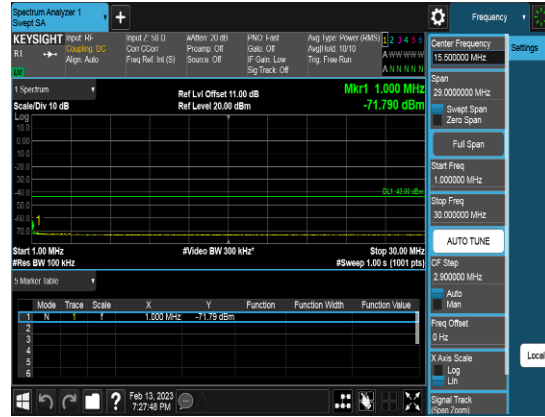 Spectrum Analyzer 1
Swept SA
Frequency
KEYSIGHT
R1
LU
Input: RF
Coupling: DC
Align: Auto
Input Z: 50 Ω
Corr CCorr
Freq Ref: Int (S)
#Atten: 20 dB
Preamp: Off
Source: Off
PNO: Fast
Gate: Off
IF Gain: Low
Sig Track: Off
Avg Type: Power (RMS)
Avg|Hold: 10/10
Trig: Free Run
1 2 3 4 5 6
A W W W W W
A N N N N N
1 Spectrum
Scale/Div 10 dB
Log
Ref Lvl Offset 11.00 dB
Ref Level 20.00 dBm
Mkr1 1.000 MHz
-71.790 dBm
10.0
0.00
-10.0
-20.0
-30.0
-40.0
-50.0
-60.0
-70.0
DL1 -43.00 dBm
1
Start 1.00 MHz
#Res BW 100 kHz
#Video BW 300 kHz*
Stop 30.00 MHz
#Sweep 1.00 s (1001 pts)
5 Marker Table
Mode Trace Scale X Y Function Function Width Function Value
1 N 1 f 1.000 MHz -71.79 dBm
2
3
4
5
6
Feb 13, 2023
7:27:48 PM
Center Frequency
15.500000 MHz
Settings
Span
29.0000000 MHz
Swept Span
Zero Span
Full Span
Start Freq
1.000000 MHz
Stop Freq
30.000000 MHz
AUTO TUNE
CF Step
2.900000 MHz
Auto
Man
Freq Offset
0 Hz
X Axis Scale
Log
Lin
Local
Signal Track
(Span Zoom)